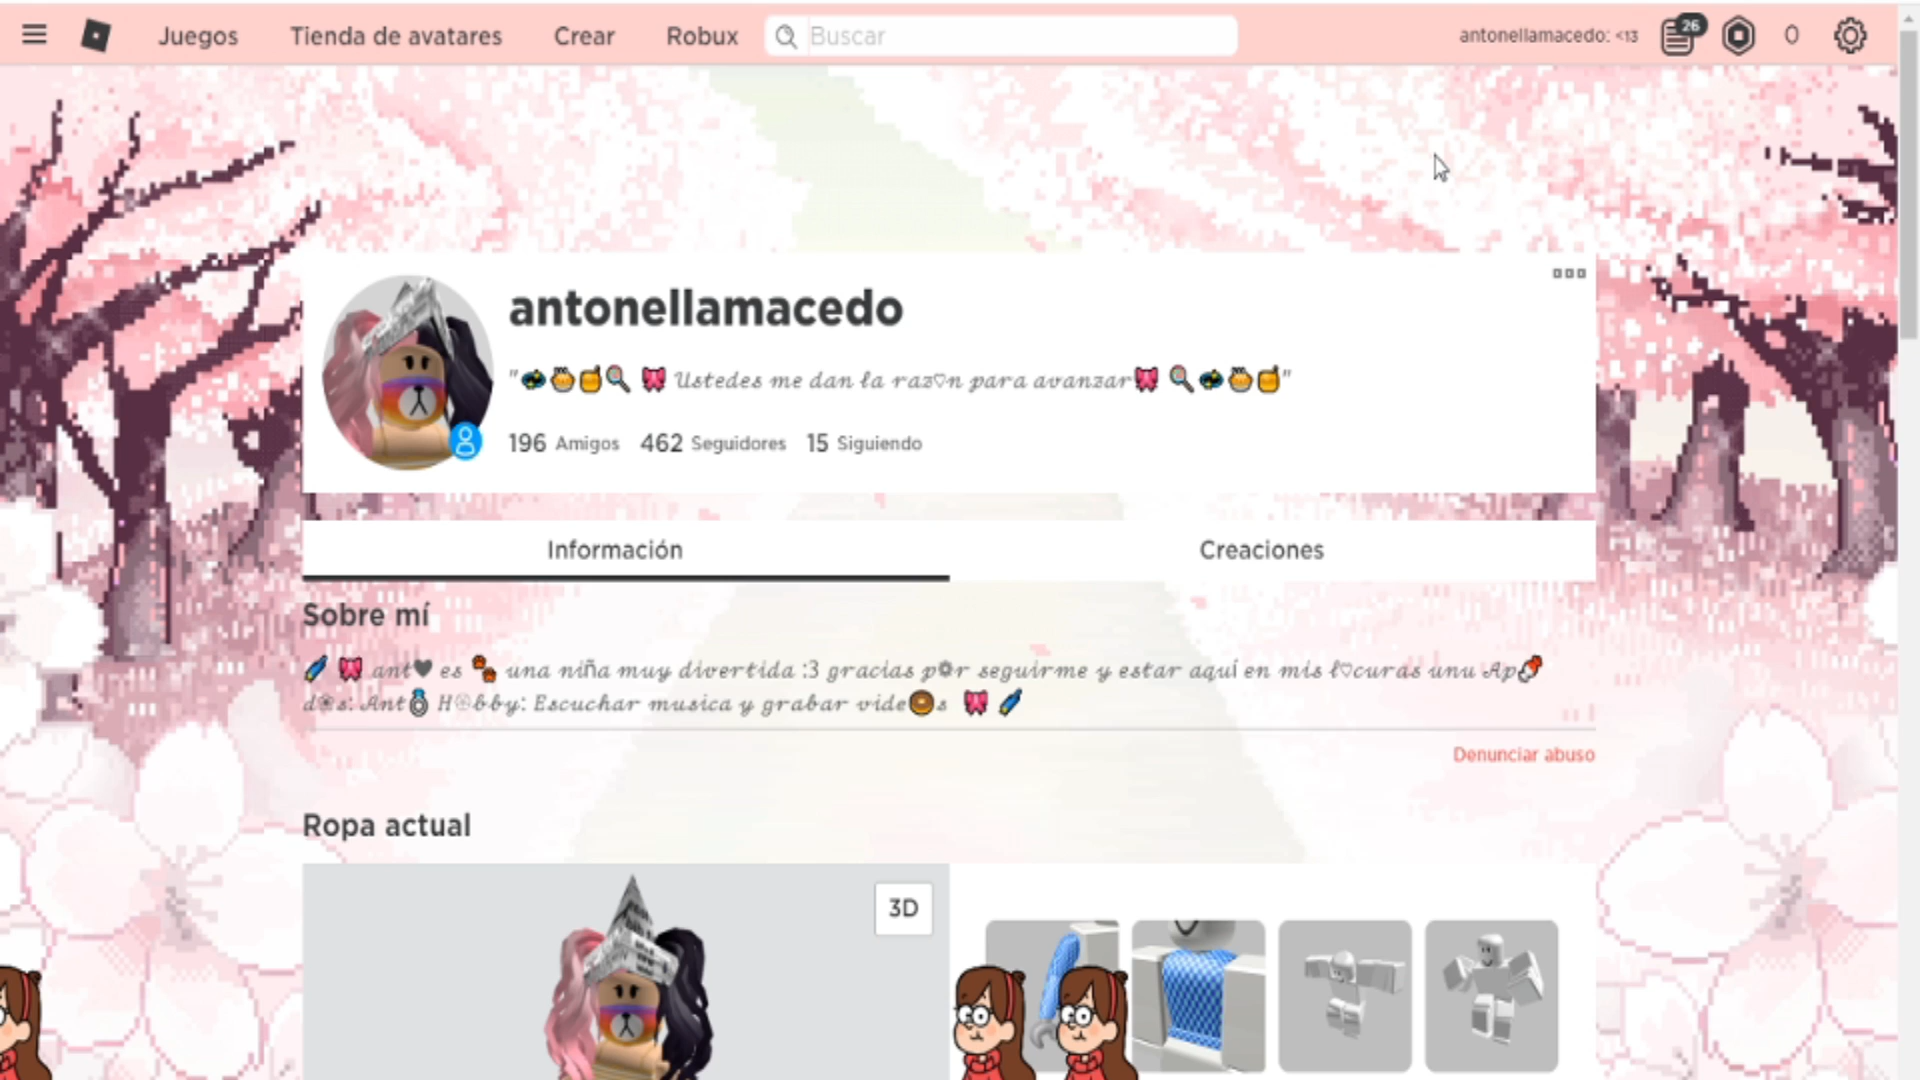 Juegos Tienda de avatares Crear Robux Buscar antonellamacedo: <13 26 0
antonellamacedo
"🍬🥧🍯🍭 🎀 Ustedes me dan la raz♡n para avanzar🎀 🍭🍬🥧🍯"
196 Amigos 462 Seguidores 15 Siguiendo
Información Creaciones
Sobre mí
ant♥ es una niña muy divertida :3 gracias p❁r seguirme y estar aquí en mis l♡curas unu Ap
d❀s: Ant H☺bby: Escuchar musica y grabar vide🍩s 🎀
Denunciar abuso
Ropa actual
3D